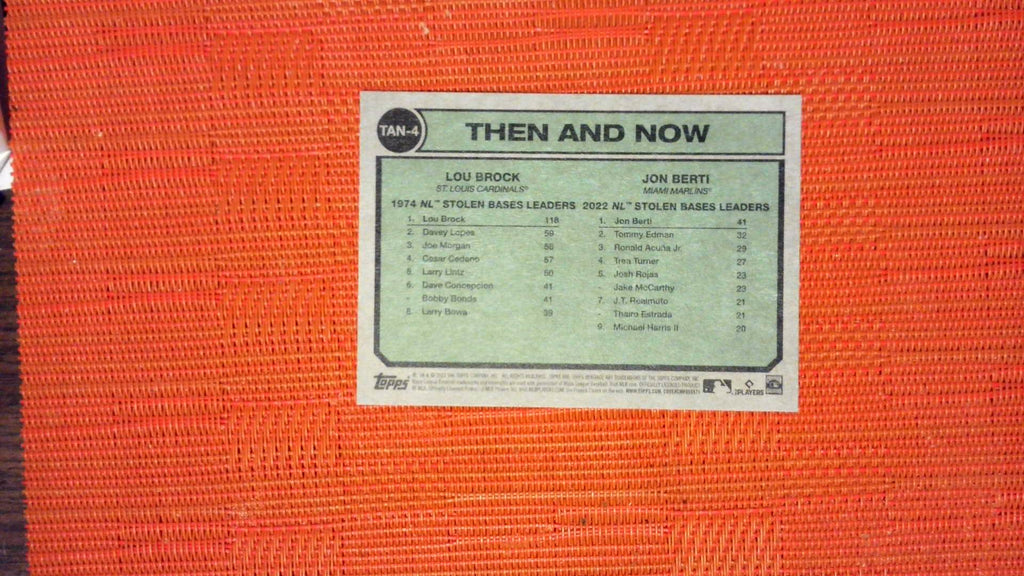 TAN-4
THEN AND NOW
LOU BROCK
ST. LOUIS CARDINALS®
1974 NL™ STOLEN BASES LEADERS
1. Lou Brock 118
2. Davey Lopes 59
3. Joe Morgan 58
4. Cesar Cedeno 57
5. Larry Lintz 50
6. Dave Concepcion 41
- Bobby Bonds 41
8. Larry Bowa 39
JON BERTI
MIAMI MARLINS®
2022 NL™ STOLEN BASES LEADERS
1. Jon Berti 41
2. Tommy Edman 32
3. Ronald Acuña Jr. 29
4. Trea Turner 27
5. Josh Rojas 23
- Jake McCarthy 23
7. J.T. Realmuto 21
- Thairo Estrada 21
9. Michael Harris II 20
Topps
PLAYERS